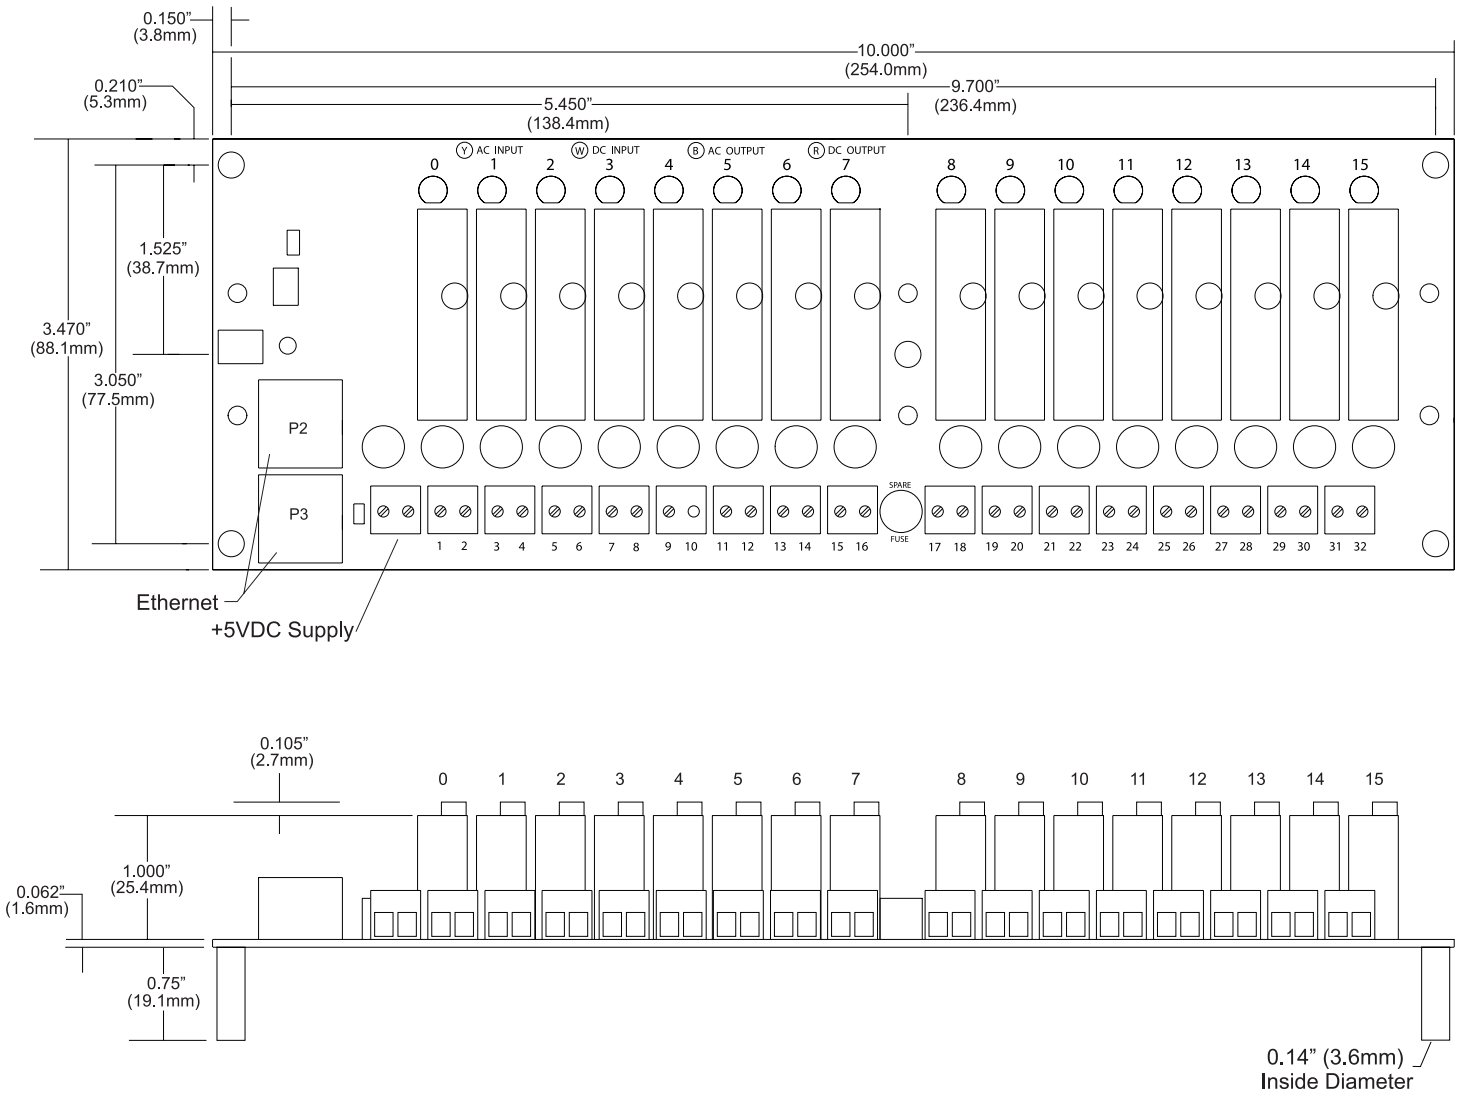 0.150”
(3.8mm)
10.000”
(254.0mm)
0.210”
(5.3mm)
9.700”
(236.4mm)
5.450”
(138.4mm)
Y AC INPUT W DC INPUT B AC OUTPUT R DC OUTPUT
0 1 2 3 4 5 6 7 8 9 10 11 12 13 14 15
1.525”
(38.7mm)
3.470”
(88.1mm)
3.050”
(77.5mm)
P2
P3
SPARE
FUSE
1 2 3 4 5 6 7 8 9 10 11 12 13 14 15 16 17 18 19 20 21 22 23 24 25 26 27 28 29 30 31 32
Ethernet
+5VDC Supply
0.105”
(2.7mm)
0 1 2 3 4 5 6 7 8 9 10 11 12 13 14 15
1.000”
(25.4mm)
0.062”
(1.6mm)
0.75”
(19.1mm)
0.14” (3.6mm)
Inside Diameter